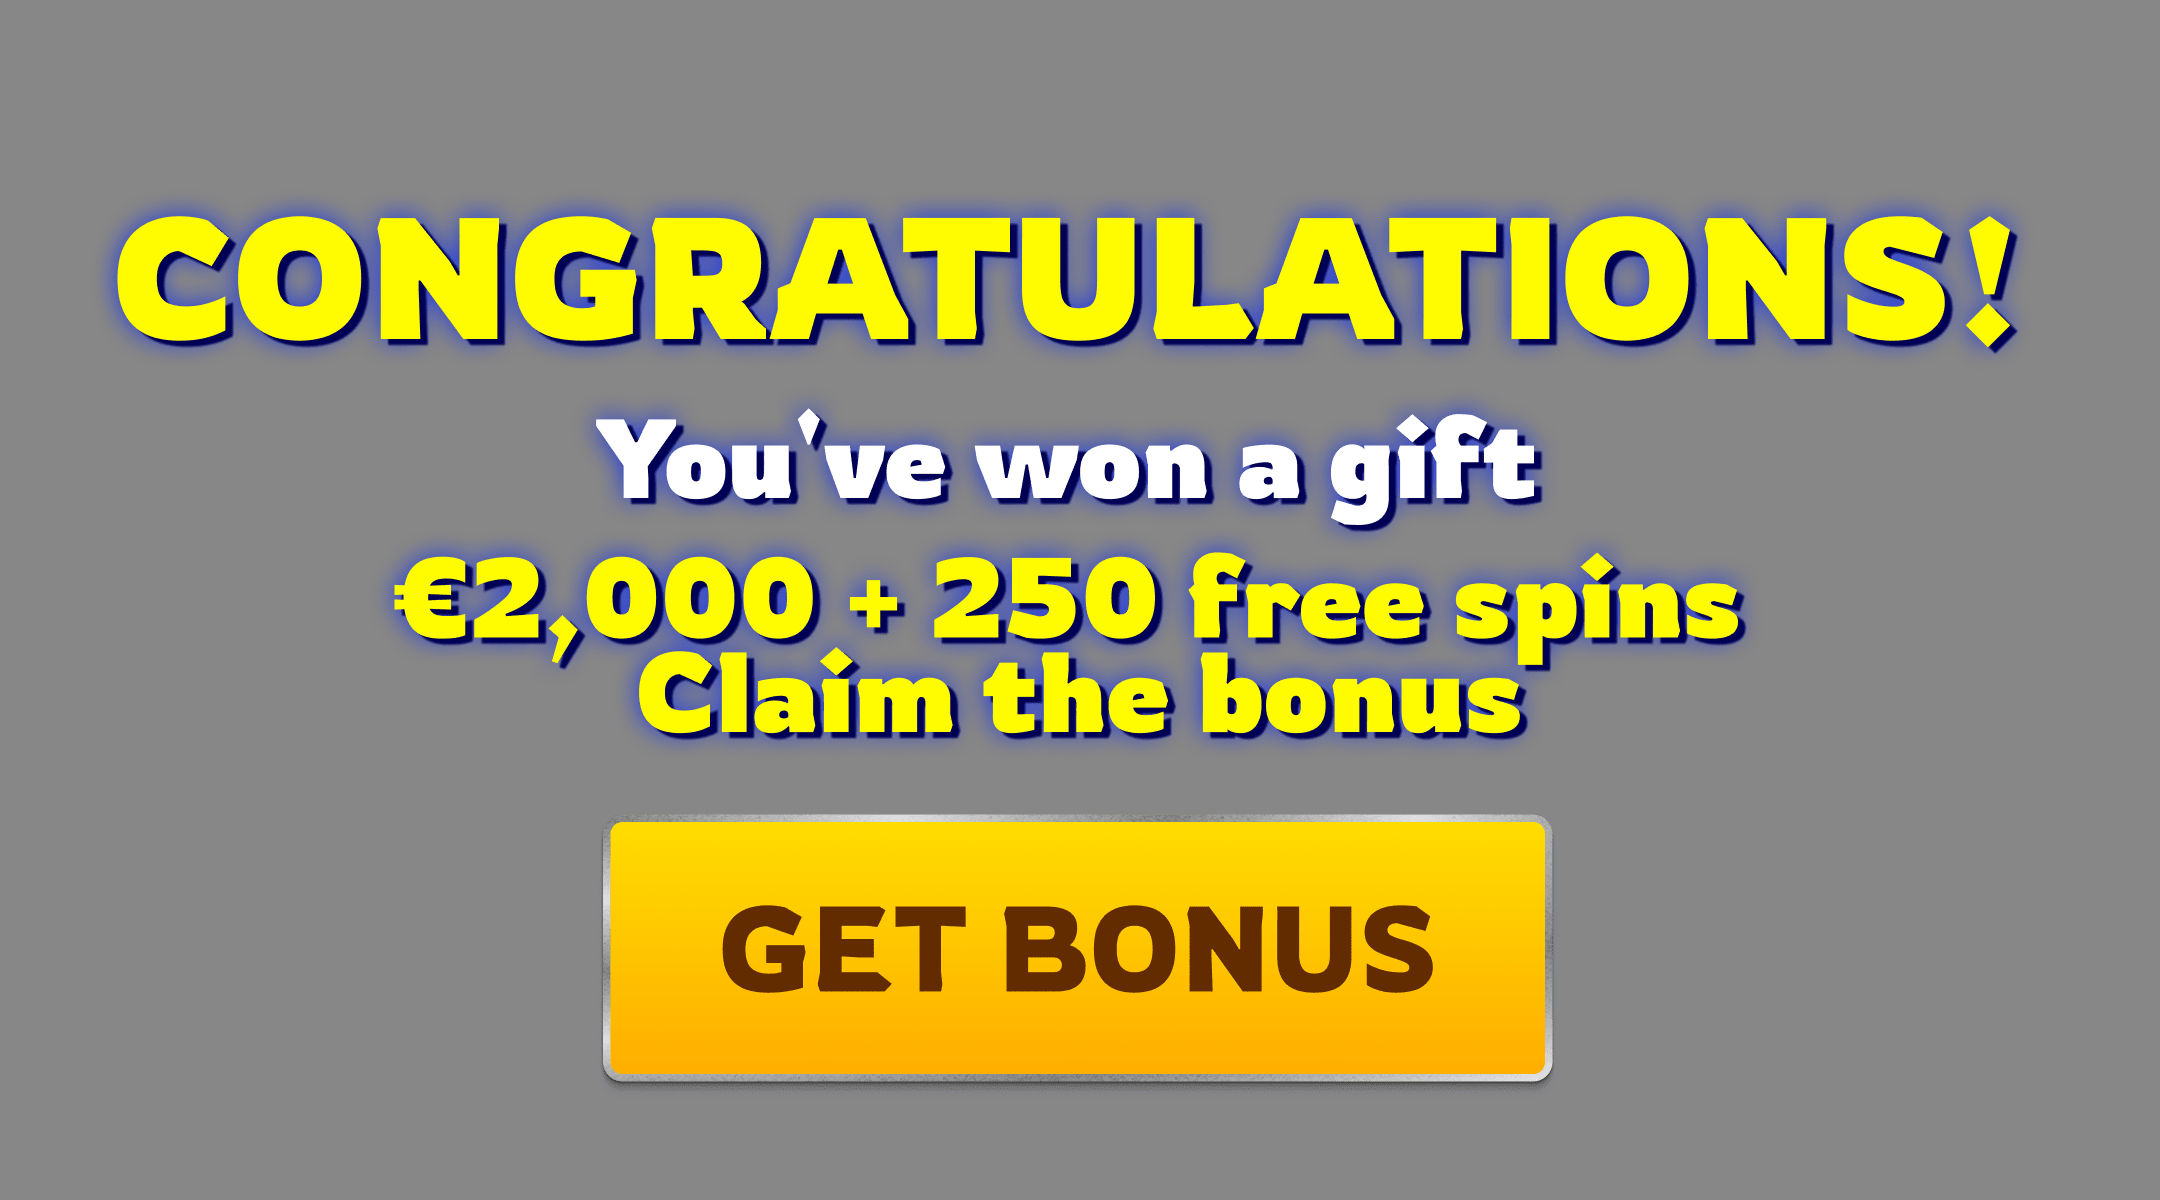 CONGRATULATIONS!
You've won a gift
€2,000 + 250 free spins
Claim the bonus
GET BONUS